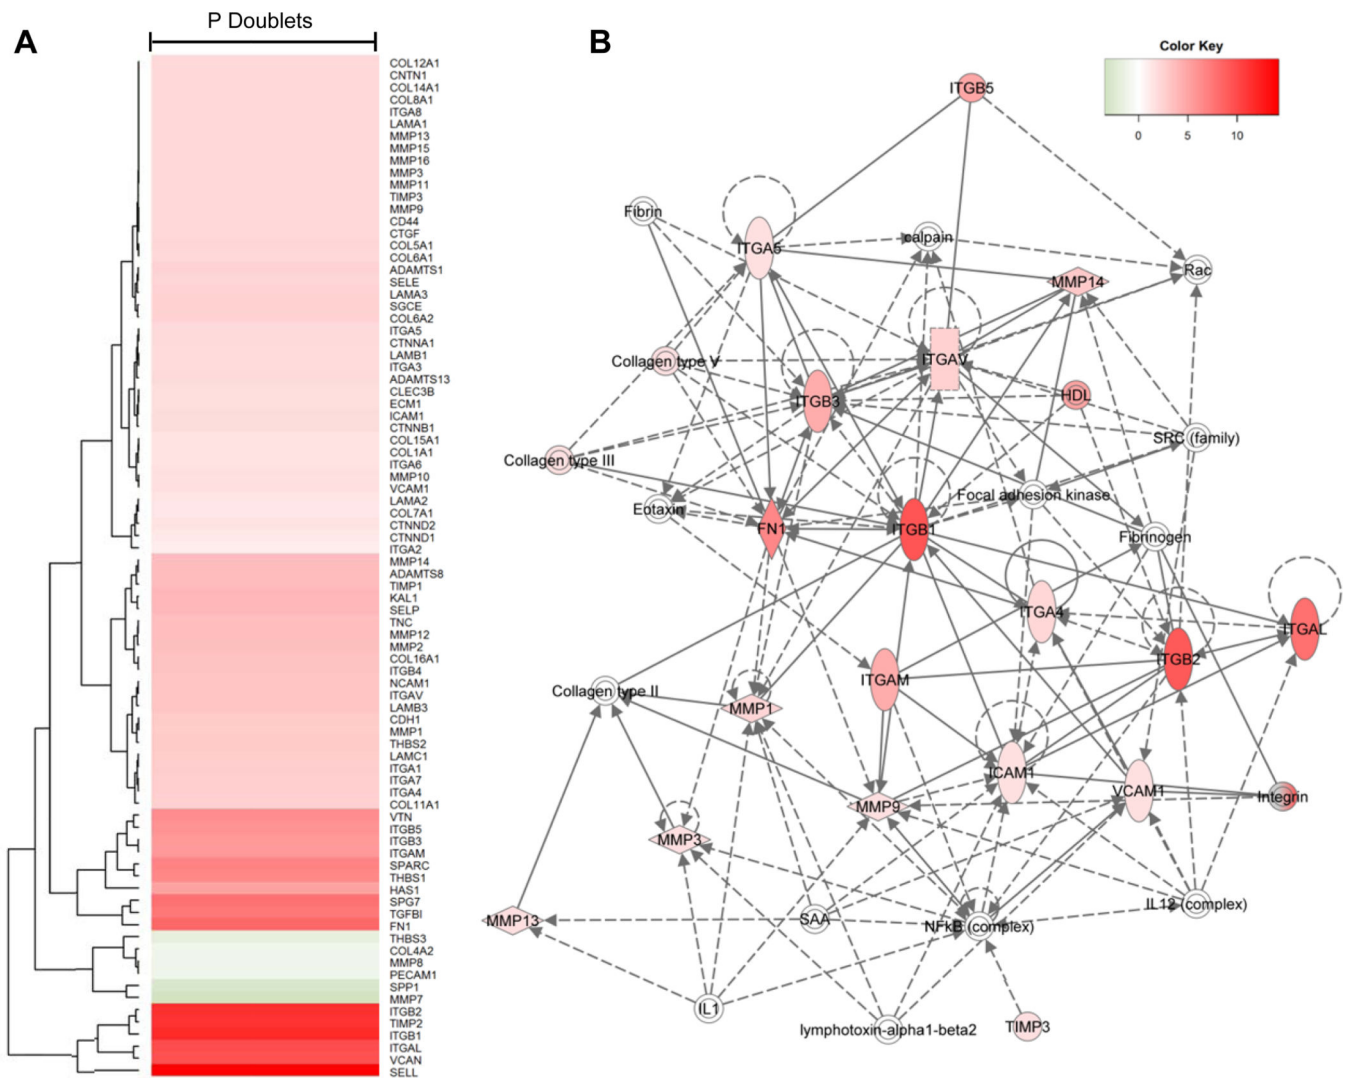 A
P Doublets
COL12A1
CNTN1
COL14A1
COL8A1
ITGA8
LAMA1
MMP13
MMP15
MMP16
MMP3
MMP11
TIMP3
MMP9
CD44
CTGF
COL5A1
COL6A1
ADAMTS1
SELE
LAMA3
SGCE
COL6A2
ITGA5
CTNNA1
LAMB1
ITGA3
ADAMTS13
CLEC3B
ECM1
ICAM1
CTNNB1
COL15A1
COL1A1
ITGA6
MMP10
VCAM1
LAMA2
COL7A1
CTNND2
CTNND1
ITGA2
MMP14
ADAMTS8
TIMP1
KAL1
SELP
TNC
MMP12
MMP2
COL16A1
ITGB4
NCAM1
ITGAV
LAMB3
CDH1
MMP1
THBS2
LAMC1
ITGA1
ITGA7
ITGA4
COL11A1
VTN
ITGB5
ITGB3
ITGAM
SPARC
THBS1
HAS1
SPG7
TGFBI
FN1
THBS3
COL4A2
MMP8
PECAM1
SPP1
MMP7
ITGB2
TIMP2
ITGB1
ITGAL
VCAN
SELL
B
Color Key
0 5 10
ITGB5
Fibrin
ITGA5
calpain
Rac
MMP14
Collagen type V
ITGAV
ITGB3
HDL
SRC (family)
Collagen type III
Focal adhesion kinase
Eotaxin
FN1
ITGB1
Fibrinogen
ITGA4
ITGAL
ITGB2
ITGAM
Collagen type II
MMP1
ICAM1
VCAM1
Integrin
MMP9
MMP3
IL12 (complex)
MMP13
SAA
NFkB (complex)
IL1
lymphotoxin-alpha1-beta2
TIMP3